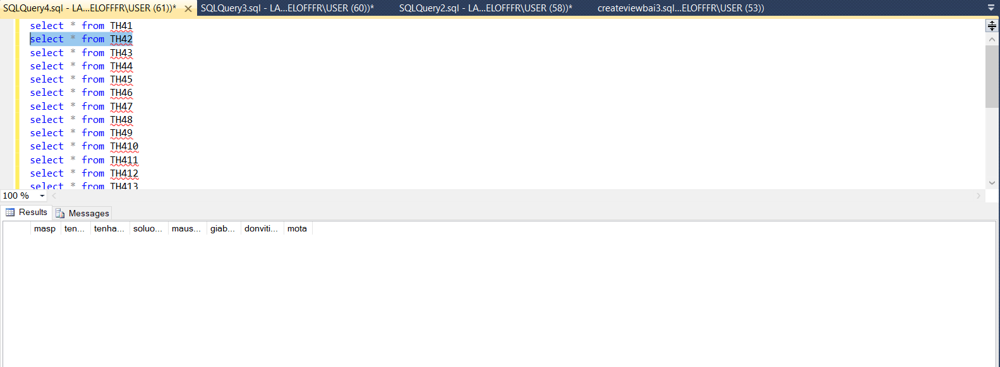 SQLQuery4.sql - LA...ELOFFFR\USER (61))* SQLQuery3.sql - LA...ELOFFFR\USER (60))* SQLQuery2.sql - LA...ELOFFFR\USER (58))* createviewbai3.sql...ELOFFFR\USER (53))
select * from TH41
select * from TH42
select * from TH43
select * from TH44
select * from TH45
select * from TH46
select * from TH47
select * from TH48
select * from TH49
select * from TH410
select * from TH411
select * from TH412
select * from TH413
100 %
Results Messages
masp ten... tenha... soluo... maus... giab... donviti... mota